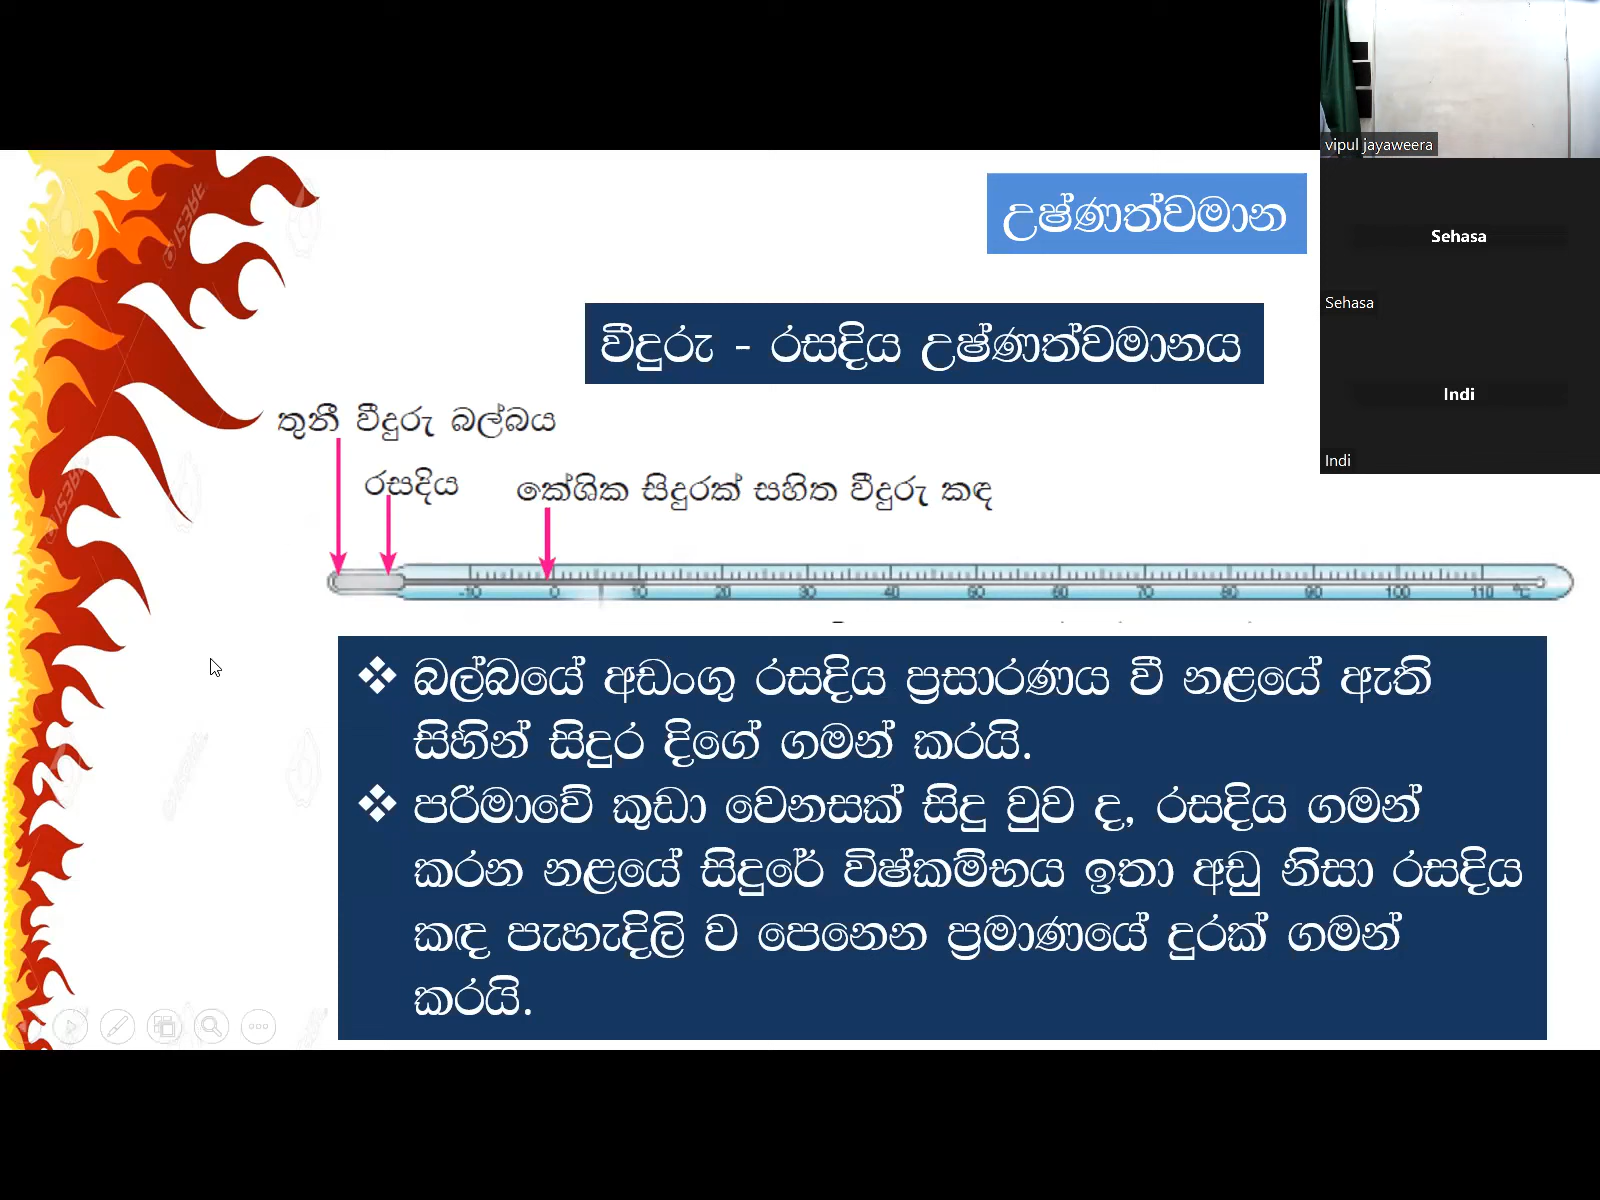 vipul jayaweera
Sehasa
Sehasa
Indi
Indi
උෂ්ණත්වමාන
වීදුරු - රසදිය උෂ්ණත්වමානය
තුනී වීදුරු බල්බය
රසදිය
කේශික සිදුරක් සහිත වීදුරු කඳ
-10 0 10 20 30 40 50 60 70 80 90 100 110 °C
❖ බල්බයේ අඩංගු රසදිය ප්‍රසාරණය වී නළයේ ඇති
සිහින් සිදුර දිගේ ගමන් කරයි.
❖ පරිමාවේ කුඩා වෙනසක් සිදු වුව ද, රසදිය ගමන්
කරන නළයේ සිදුරේ විෂ්කම්භය ඉතා අඩු නිසා රසදිය
කඳ පැහැදිලි ව පෙනෙන ප්‍රමාණයේ දුරක් ගමන්
කරයි.